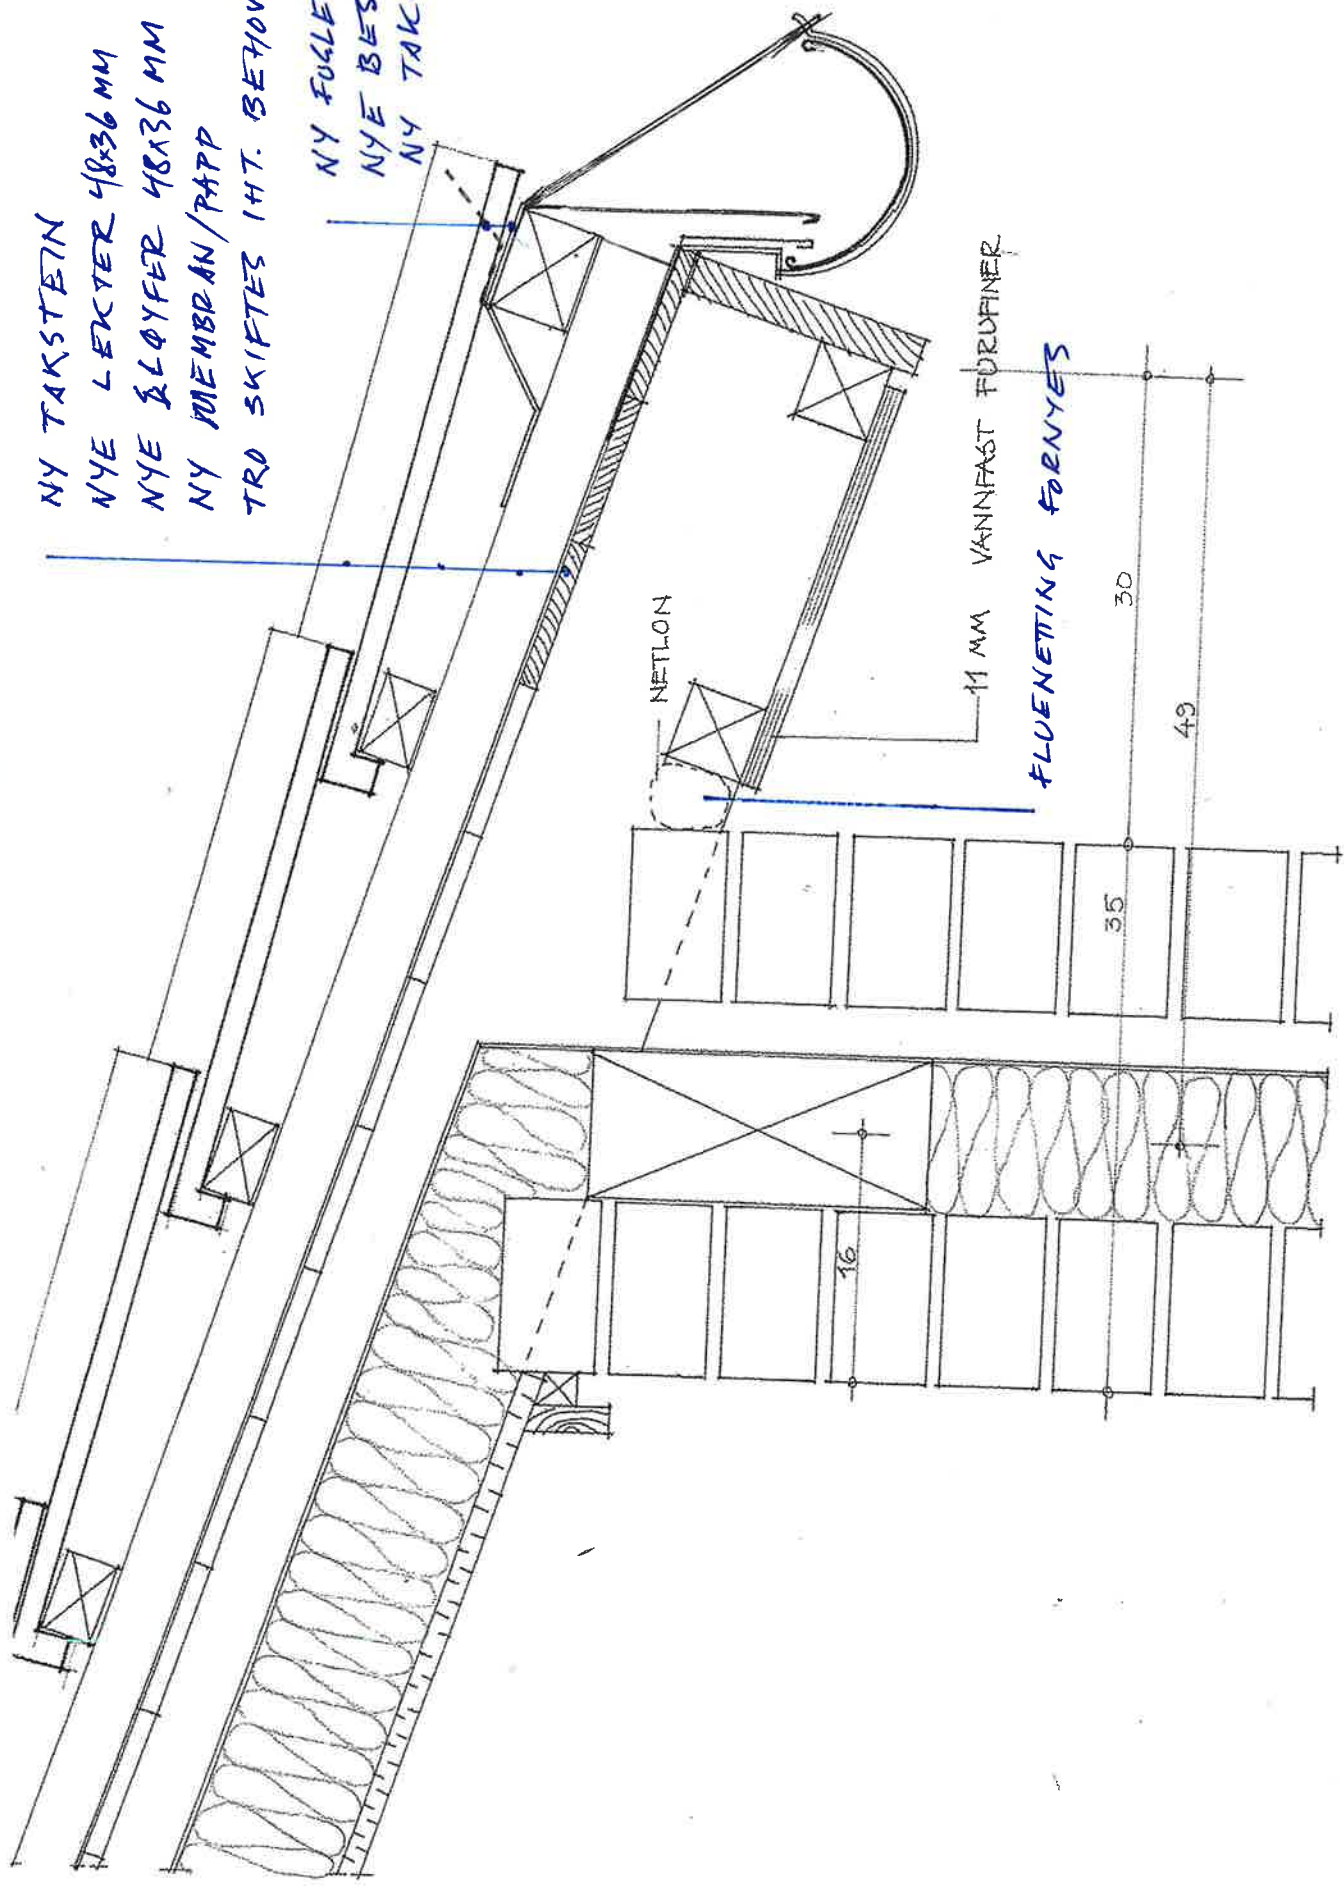 NY TAKSTEIN
NYE LEKTER 48x36 MM
NYE SLØYFER 48x36 MM
NY MEMBRAN/PAPP
TRO SKIFTES IHT. BEHOV
NY FUGLE
NYE BES
NY TAK
NETLON
11 MM VANNFAST FURUFINER
FLUENETTING FORNYES
30
49
35
16